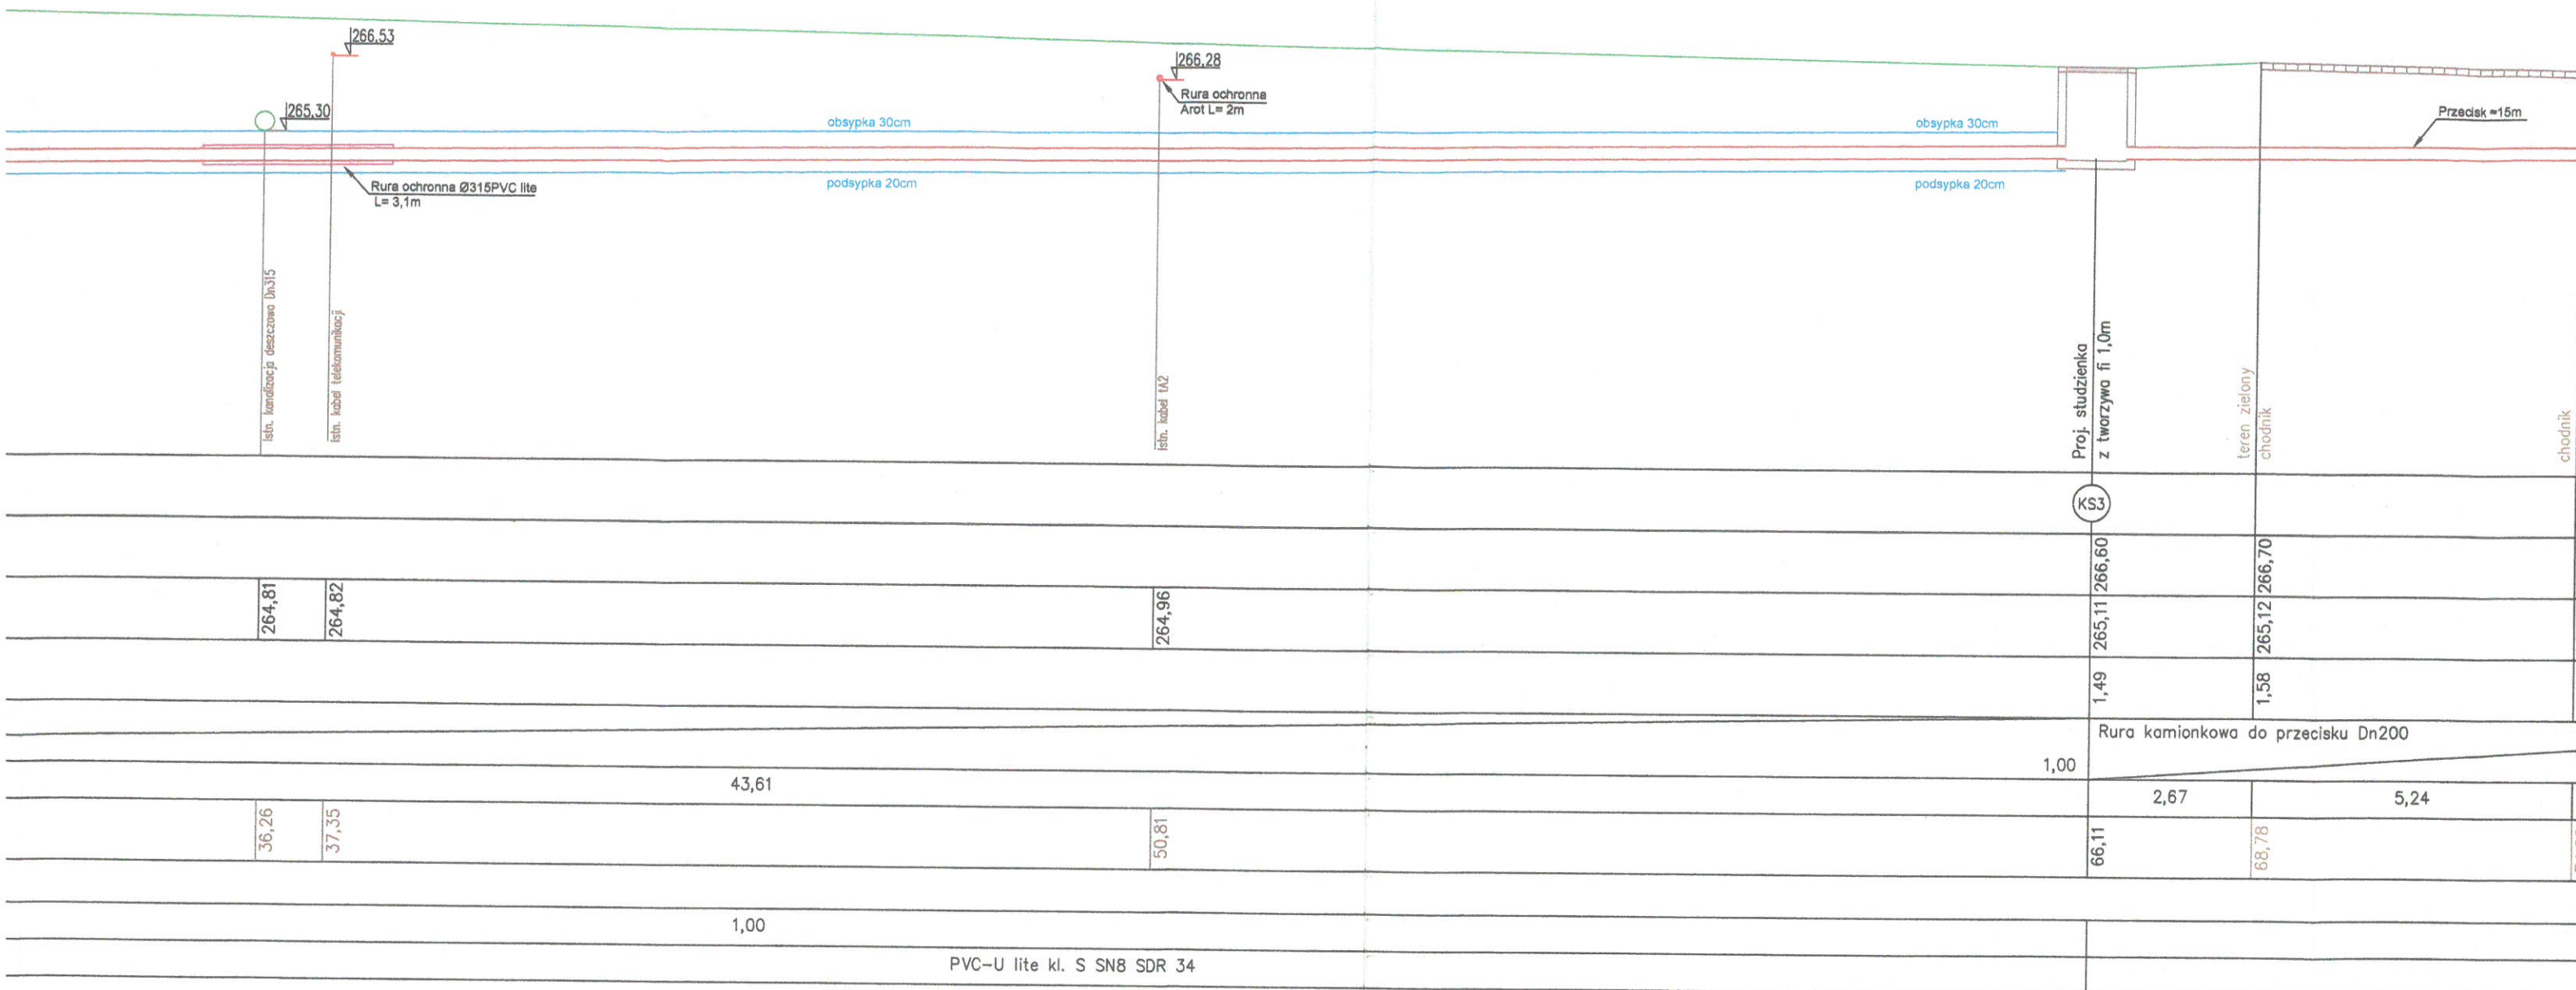 266,53
265,30
266,28
Rura ochronna
Arot L= 2m
obsypka 30cm
obsypka 30cm
Przecisk ≈15m
Rura ochronna Ø315PVC lite
L= 3,1m
podsypka 20cm
podsypka 20cm
istn. kanalizacja deszczowa Dn315
istn. kabel telekomunikacji
istn. kabel tA2
Proj. studzienka
z tworzywa fi 1,0m
teren zielony
chodnik
chodnik
KS3
266,60
266,70
264,81
264,82
264,96
265,11
265,12
1,49
1,58
Rura kamionkowa do przecisku Dn200
1,00
43,61
2,67
5,24
36,26
37,35
50,81
66,11
68,78
1,00
PVC-U lite kl. S SN8 SDR 34